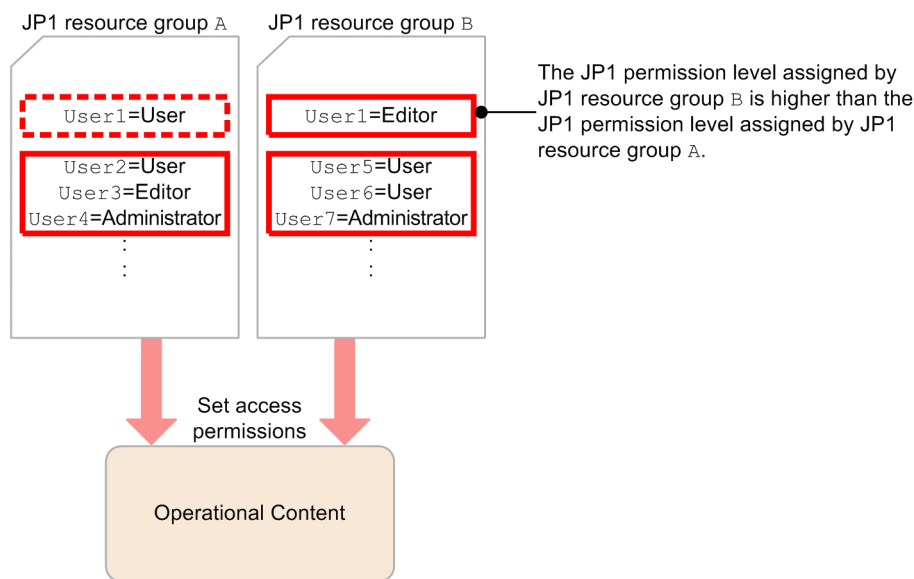 JP1 resource group A
User1=User
User2=User
User3=Editor
User4=Administrator
:
:
JP1 resource group B
User1=Editor
User5=User
User6=User
User7=Administrator
:
:
The JP1 permission level assigned by
JP1 resource group B is higher than the
JP1 permission level assigned by JP1
resource group A.
Set access
permissions
Operational Content